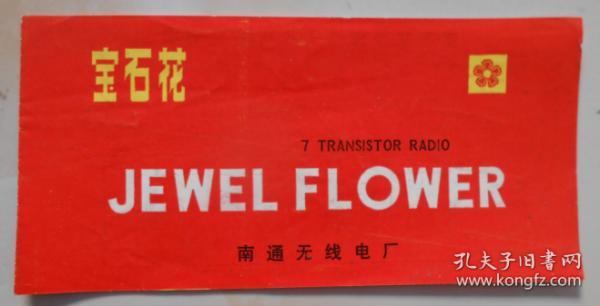 宝石花
7 TRANSISTOR RADIO
JEWEL FLOWER
南通无线电厂
孔夫子旧书网
www.kongfz.com